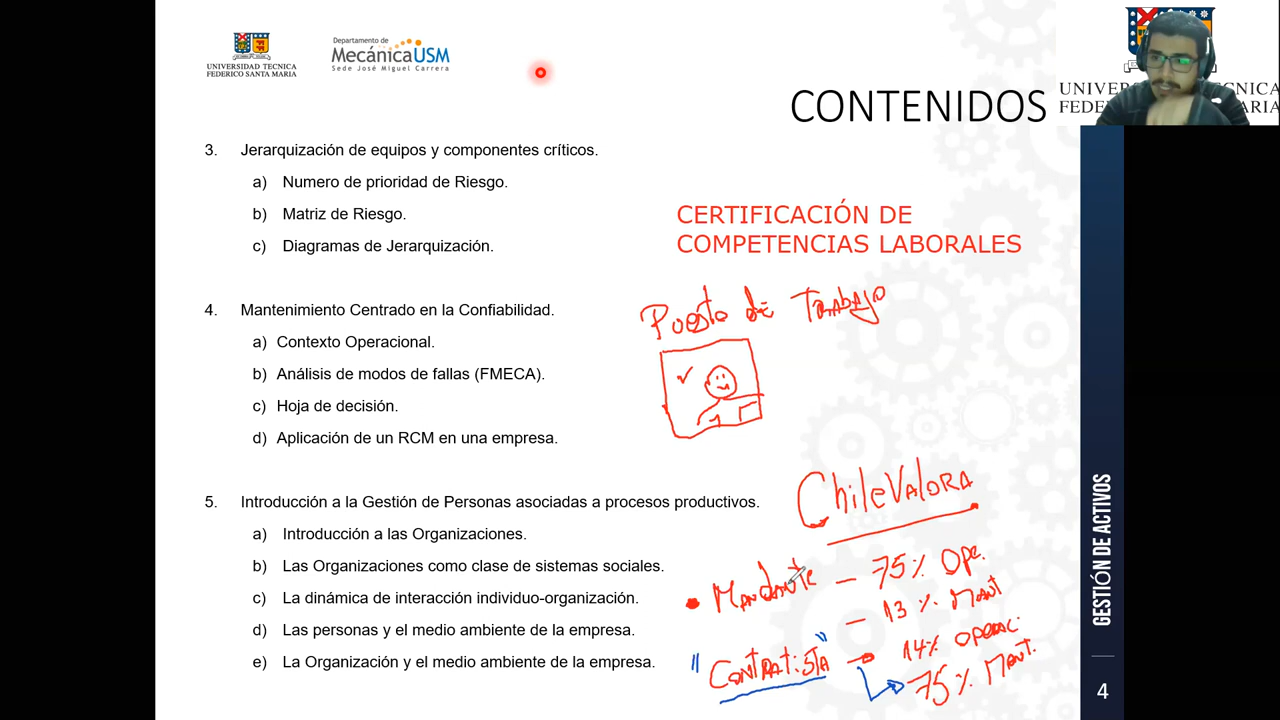 UNIVERSIDAD TECNICA
FEDERICO SANTA MARIA
Departamento de
MecánicaUSM
Sede José Miguel Carrera
CONTENIDOS
3. Jerarquización de equipos y componentes críticos.
a) Numero de prioridad de Riesgo.
b) Matriz de Riesgo.
c) Diagramas de Jerarquización.
CERTIFICACIÓN DE
COMPETENCIAS LABORALES
Puesto de Trabajo
4. Mantenimiento Centrado en la Confiabilidad.
a) Contexto Operacional.
b) Análisis de modos de fallas (FMECA).
c) Hoja de decisión.
d) Aplicación de un RCM en una empresa.
5. Introducción a la Gestión de Personas asociadas a procesos productivos.
a) Introducción a las Organizaciones.
b) Las Organizaciones como clase de sistemas sociales.
c) La dinámica de Interacción individuo-organización.
d) Las personas y el medio ambiente de la empresa.
e) La Organización y el medio ambiente de la empresa.
ChileValora
• Mandante – 75% Ope.
– 13% Mant
"Contratista" – 14% Operac.
75% Mant.
GESTIÓN DE ACTIVOS
4